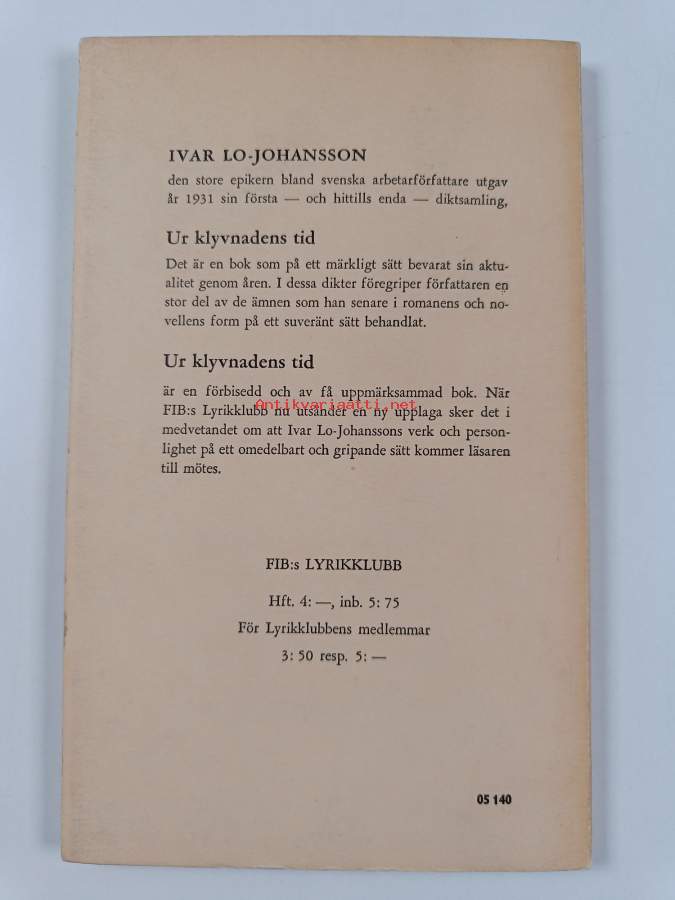 IVAR LO-JOHANSSON
den store epikern bland svenska arbetarförfattare utgav
år 1931 sin första — och hittills enda — diktsamling,
Ur klyvnadens tid
Det är en bok som på ett märkligt sätt bevarat sin aktu-
alitet genom åren. I dessa dikter föregriper författaren en
stor del av de ämnen som han senare i romanens och no-
vellens form på ett suveränt sätt behandlat.
Ur klyvnadens tid
är en förbisedd och av få uppmärksammad bok. När
Antikvariaatti.net
FIB:s Lyrikklubb nu utsänder en ny upplaga sker det i
medvetandet om att Ivar Lo-Johanssons verk och person-
lighet på ett omedelbart och gripande sätt kommer läsaren
till mötes.
FIB:s LYRIKKLUBB
Hft. 4: —, inb. 5: 75
För Lyrikklubbens medlemmar
3: 50 resp. 5: —
05 140